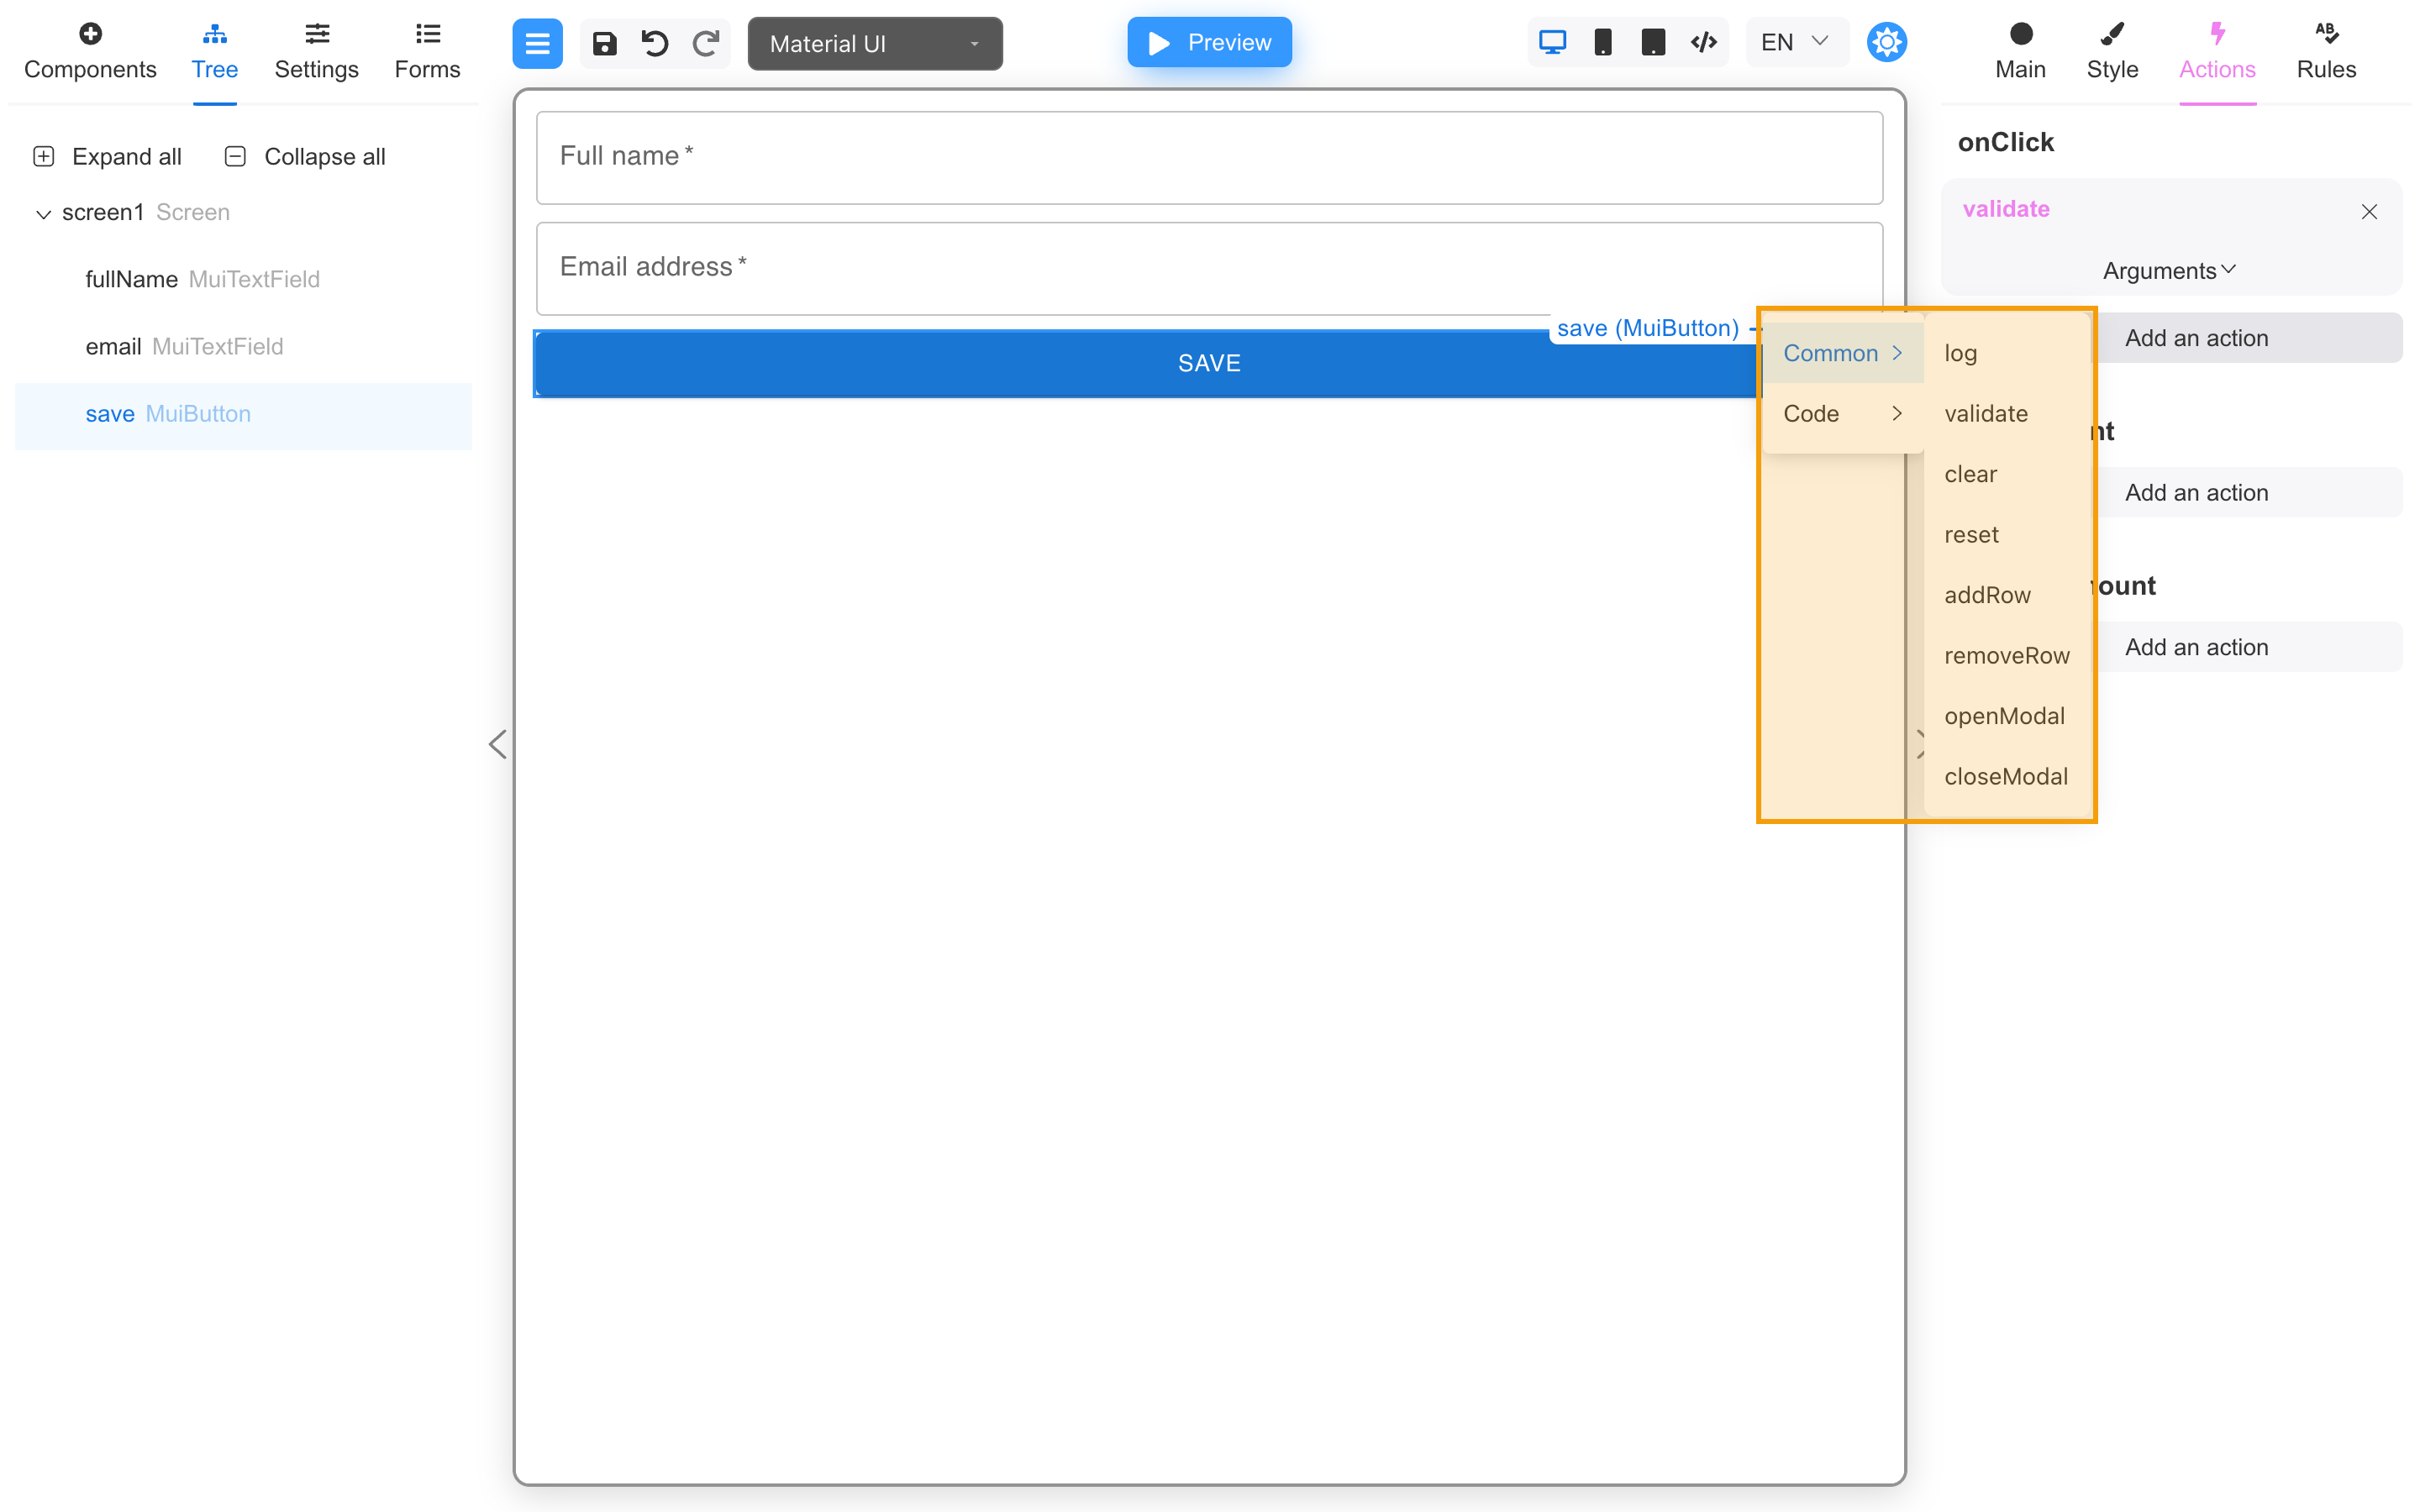 Components
Tree
Settings
Forms
Material UI
Preview
EN
Main
Style
Actions
Rules
Expand all
Collapse all
screen1 Screen
fullName MuiTextField
email MuiTextField
save MuiButton
Full name *
Email address *
save (MuiButton)
SAVE
onClick
validate
Arguments
Add an action
Common
Code
log
validate
clear
reset
addRow
removeRow
openModal
closeModal
nt
Add an action
ount
Add an action